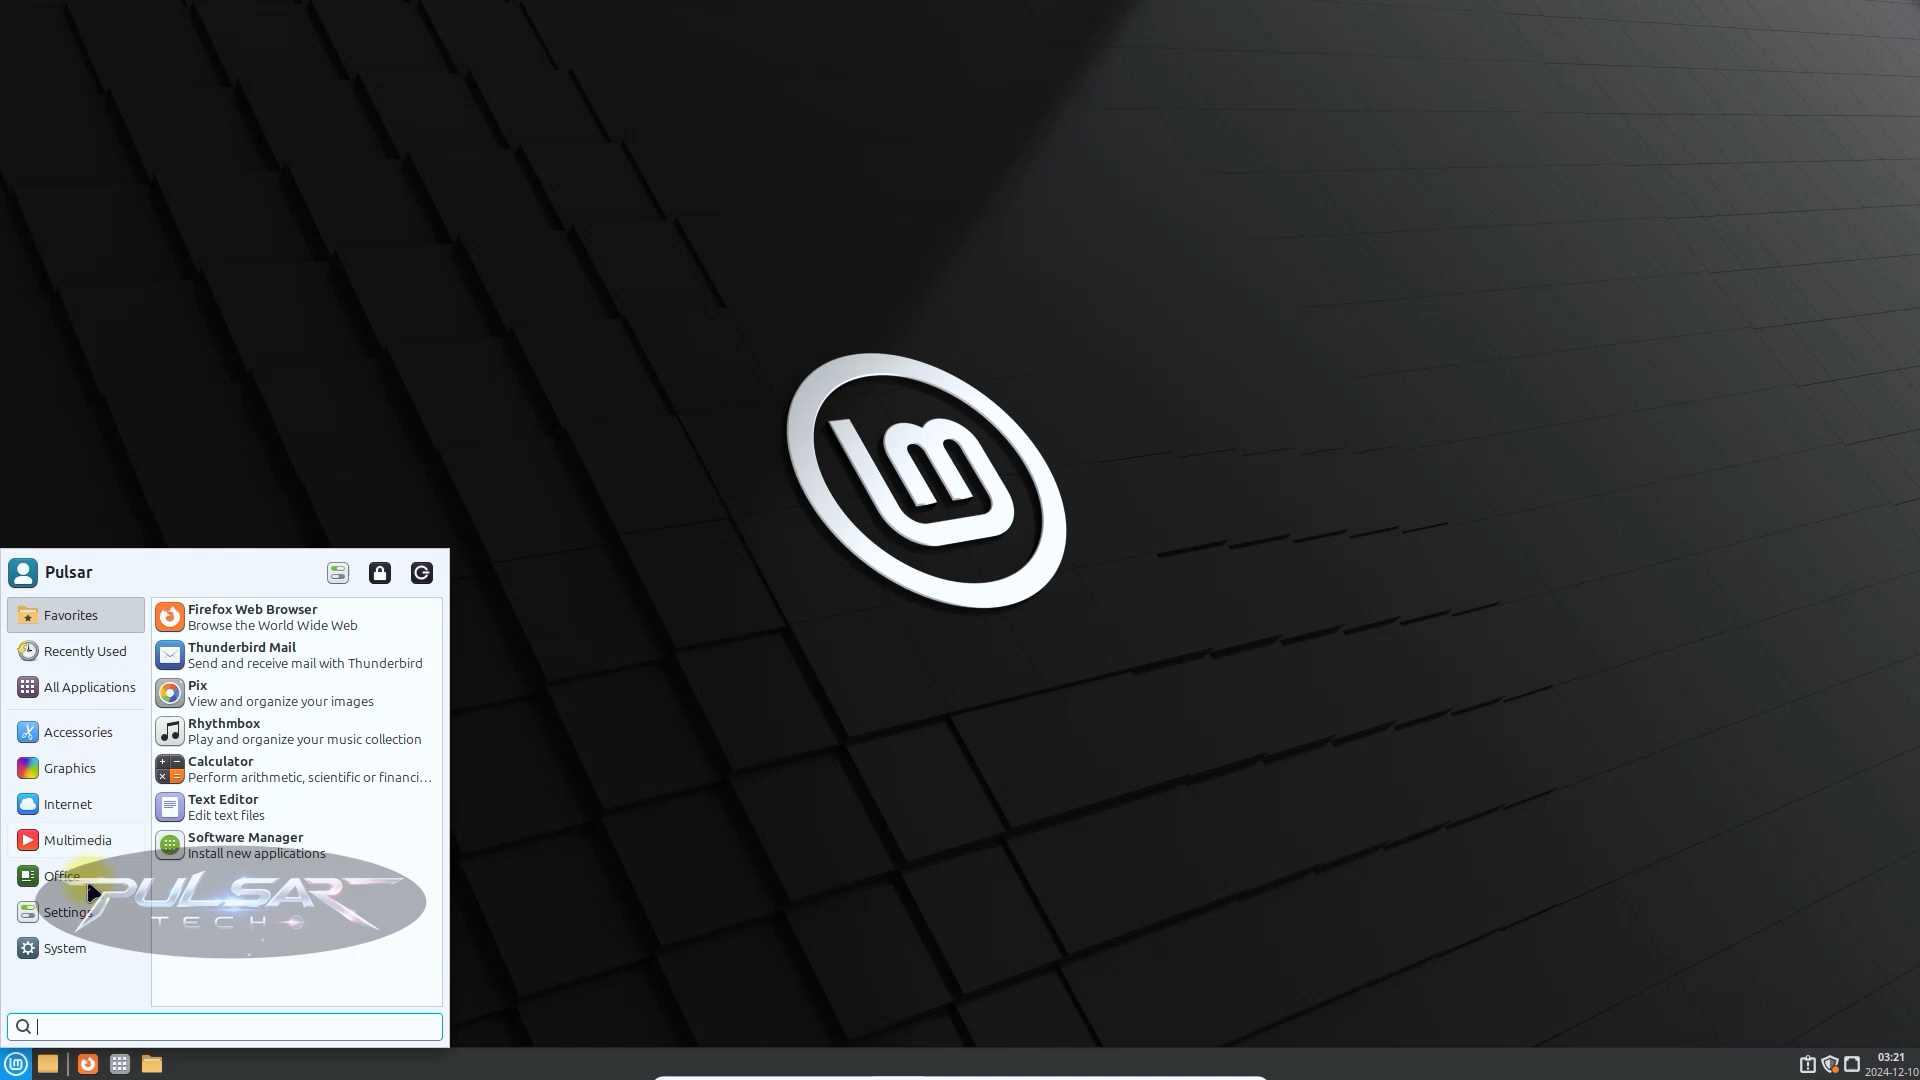 Pulsar
Favorites
Recently Used
All Applications
Accessories
Graphics
Internet
Multimedia
Office
Settings
System
Firefox Web Browser
Browse the World Wide Web
Thunderbird Mail
Send and receive mail with Thunderbird
Pix
View and organize your images
Rhythmbox
Play and organize your music collection
Calculator
Perform arithmetic, scientific or financi...
Text Editor
Edit text files
Software Manager
Install new applications
PULSAR
TECH
lm
03:21
2024-12-10